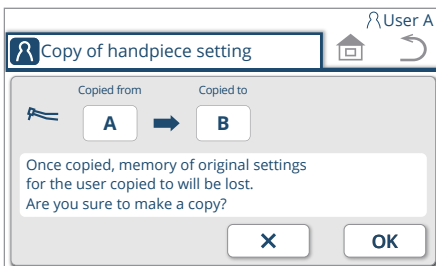 User A
Copy of handpiece setting
Copied from Copied to
A B
Once copied, memory of original settings
for the user copied to will be lost.
Are you sure to make a copy?
OK